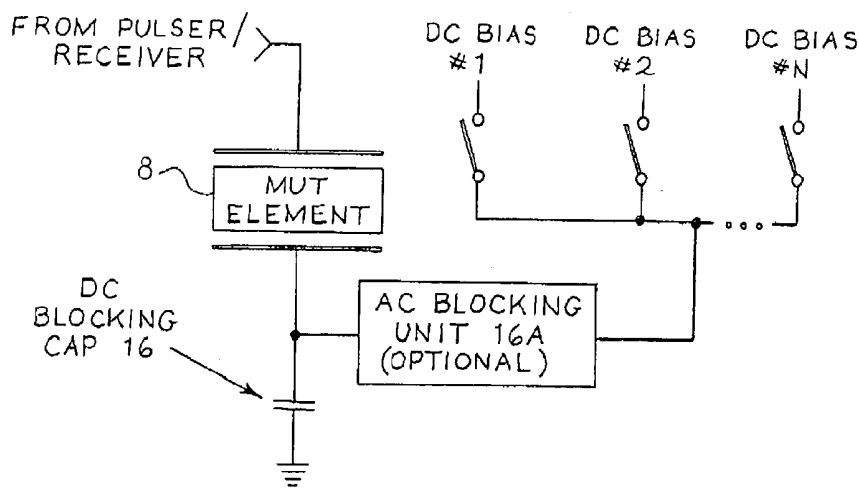 FROM PULSER/
RECEIVER
DC BIAS
#1
DC BIAS
#2
DC BIAS
#N
8
MUT
ELEMENT
DC
BLOCKING
CAP 16
AC BLOCKING
UNIT 16A
(OPTIONAL)